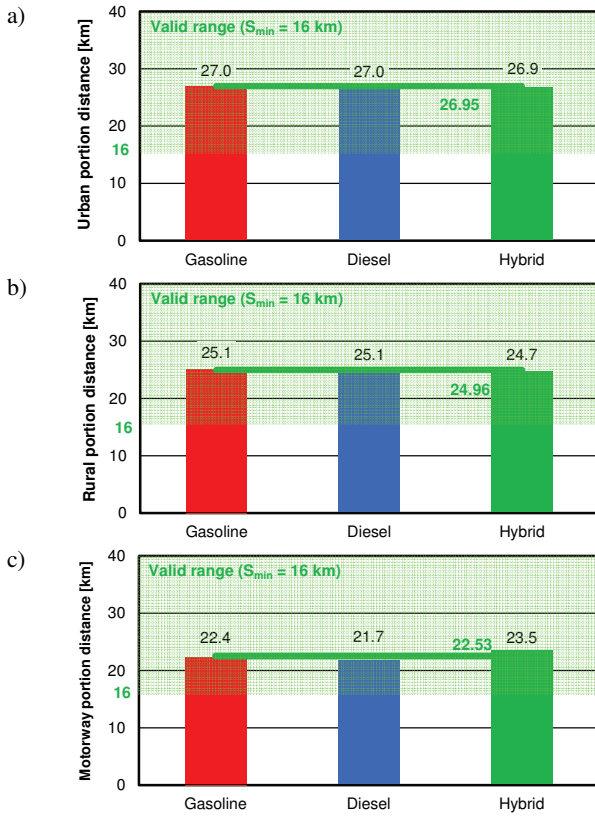 a)
Urban portion distance [km]
Valid range (Smin = 16 km)
40
30
20
16
10
0
27.0
27.0
26.9
26.95
Gasoline Diesel Hybrid
b)
Rural portion distance [km]
Valid range (Smin = 16 km)
40
30
20
16
10
0
25.1
25.1
24.7
24.96
Gasoline Diesel Hybrid
c)
Motorway portion distance [km]
Valid range (Smin = 16 km)
40
30
20
16
10
0
22.4
21.7
22.53
23.5
Gasoline Diesel Hybrid